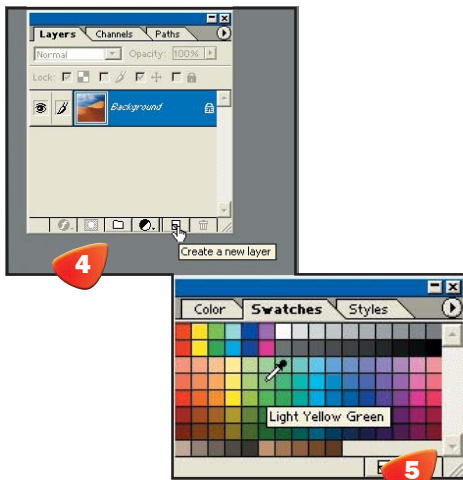 Layers Channels Paths
Normal Opacity: 100%
Lock:
Background
Create a new layer
4
Color Swatches Styles
Light Yellow Green
5